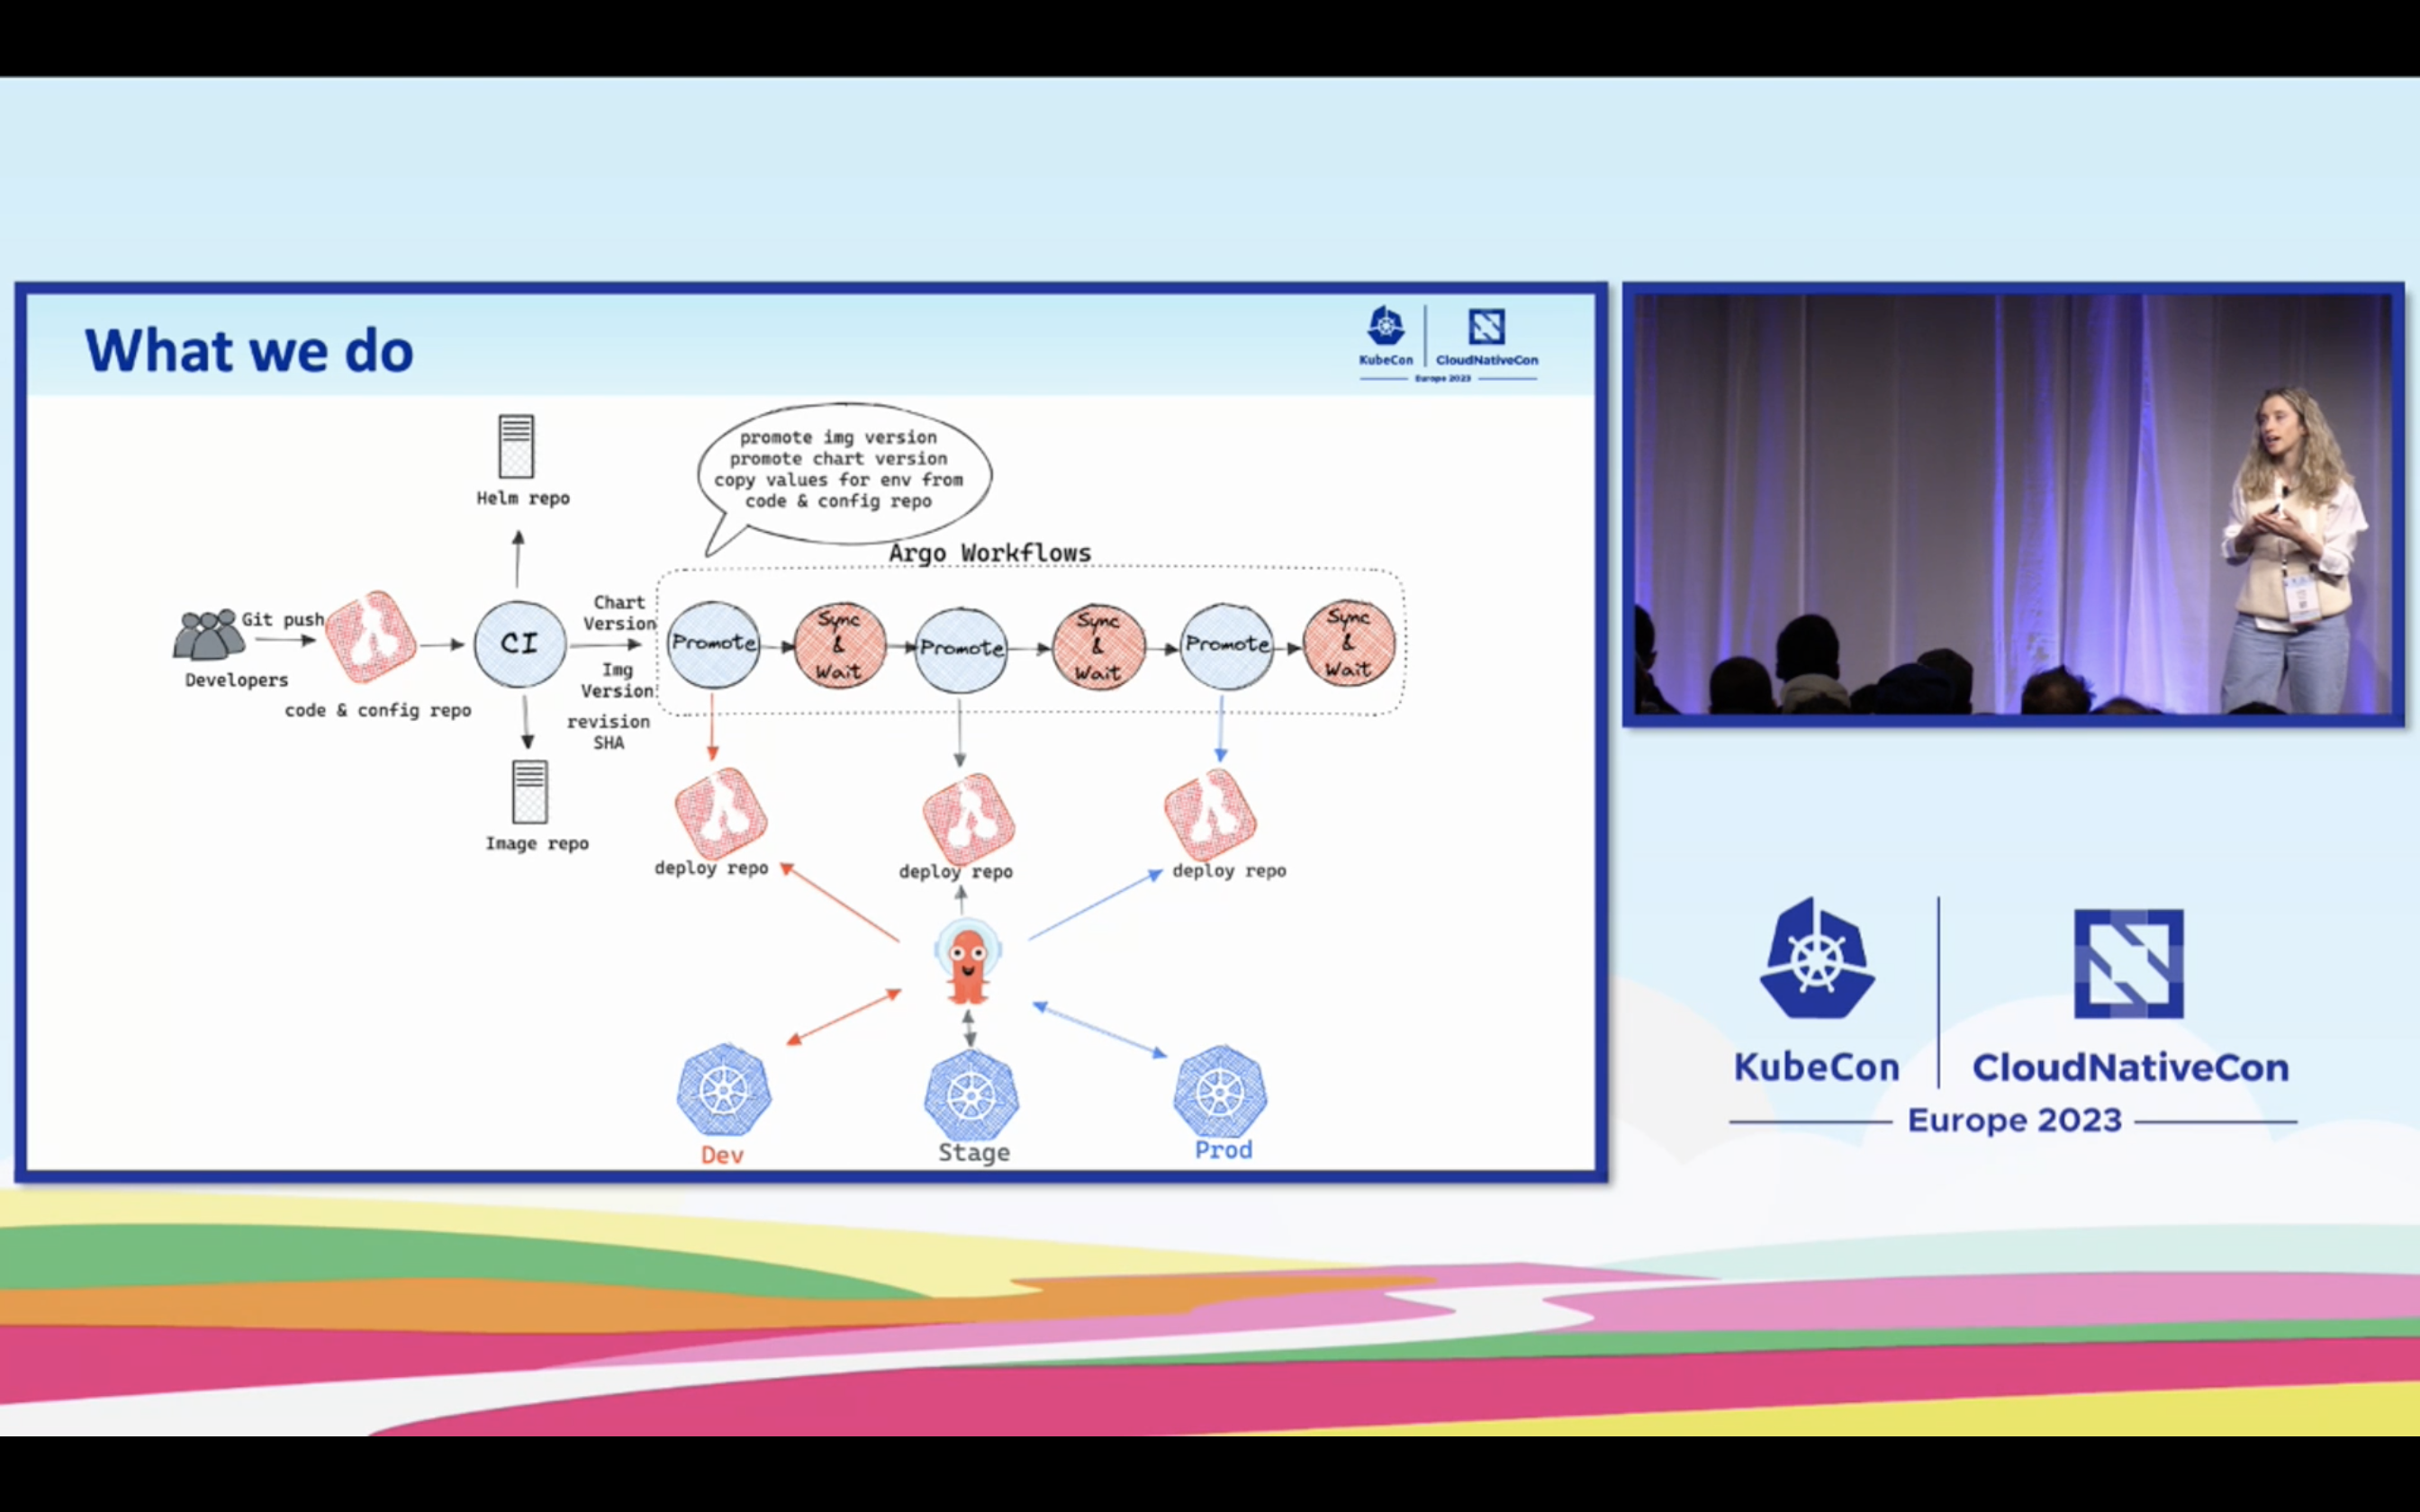 What we do
KubeCon
CloudNativeCon
Europe 2023
promote img version
promote chart version
copy values for env from
code & config repo
Helm repo
Argo Workflows
Git push
Developers
code & config repo
CI
Chart
Version
Img
Version
revision
SHA
Image repo
Promote
Sync
&
Wait
Promote
Sync
&
Wait
Promote
Sync
&
Wait
deploy repo
deploy repo
deploy repo
Dev
Stage
Prod
KubeCon
CloudNativeCon
Europe 2023